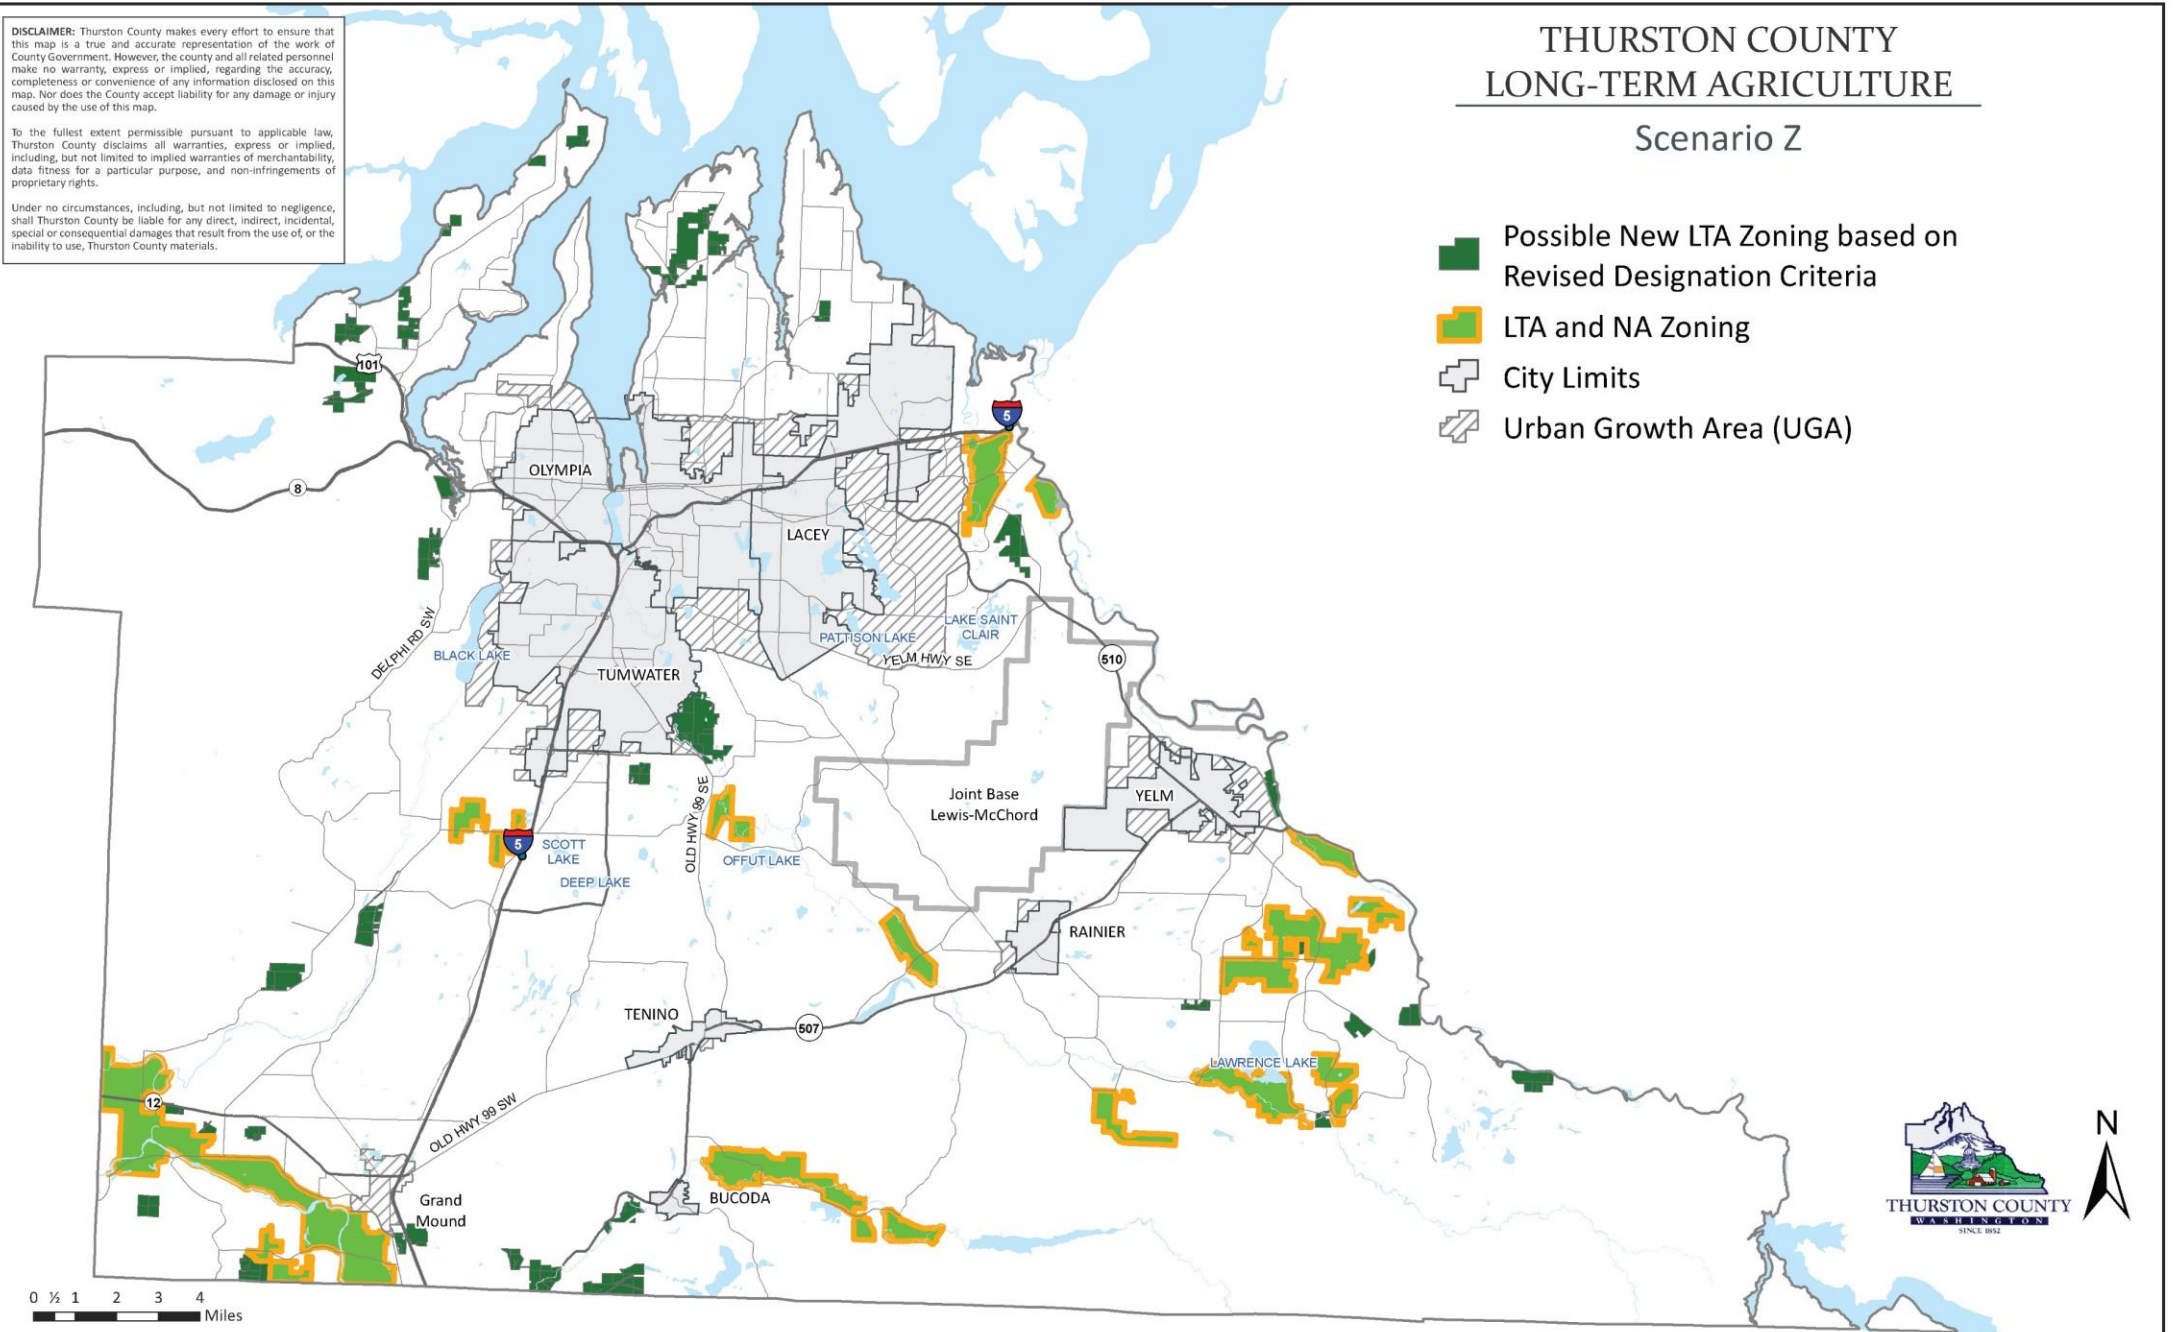 DISCLAIMER: Thurston County makes every effort to ensure that
this map is a true and accurate representation of the work of
County Government. However, the county and all related personnel
make no warranty, express or implied, regarding the accuracy,
completeness or convenience of any information disclosed on this
map. Nor does the County accept liability for any damage or injury
caused by the use of this map.
To the fullest extent permissible pursuant to applicable law,
Thurston County disclaims all warranties, express or implied,
including, but not limited to implied warranties of merchantability,
data fitness for a particular purpose, and non-infringements of
proprietary rights.
Under no circumstances, including, but not limited to negligence,
shall Thurston County be liable for any direct, indirect, incidental,
special or consequential damages that result from the use of, or the
inability to use, Thurston County materials.
THURSTON COUNTY
LONG-TERM AGRICULTURE
Scenario Z
Possible New LTA Zoning based on
Revised Designation Criteria
LTA and NA Zoning
City Limits
Urban Growth Area (UGA)
101
5
OLYMPIA
8
LACEY
DELPHI RD SW
BLACK LAKE
PATTISON LAKE
LAKE SAINT
CLAIR
YELM HWY SE
510
TUMWATER
Joint Base
Lewis-McChord
YELM
OLD HWY 99 SE
5
SCOTT
LAKE
OFFUT LAKE
DEEP LAKE
RAINIER
TENINO
507
LAWRENCE LAKE
12
OLD HWY 99 SW
Grand
Mound
BUCODA
N
THURSTON COUNTY
WASHINGTON
SINCE 1852
0 ½ 1 2 3 4
Miles